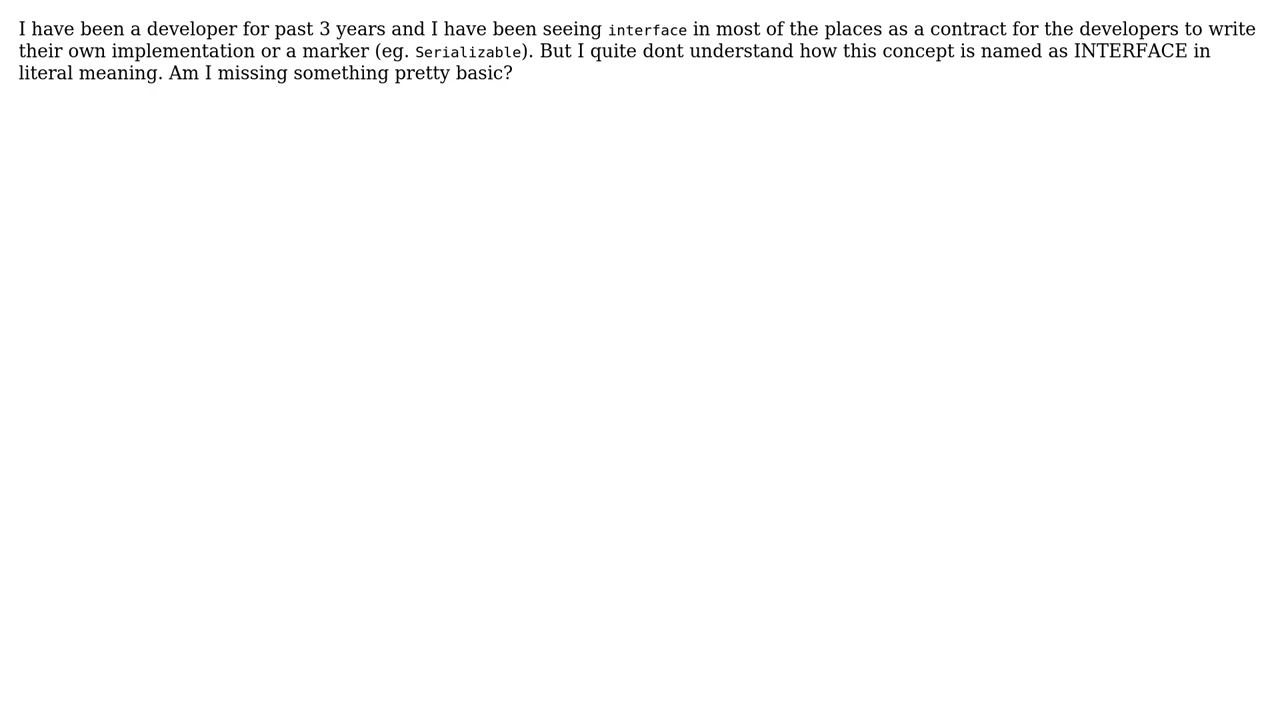 I have been a developer for past 3 years and I have been seeing interface in most of the places as a contract for the developers to write
their own implementation or a marker (eg. Serializable). But I quite dont understand how this concept is named as INTERFACE in
literal meaning. Am I missing something pretty basic?